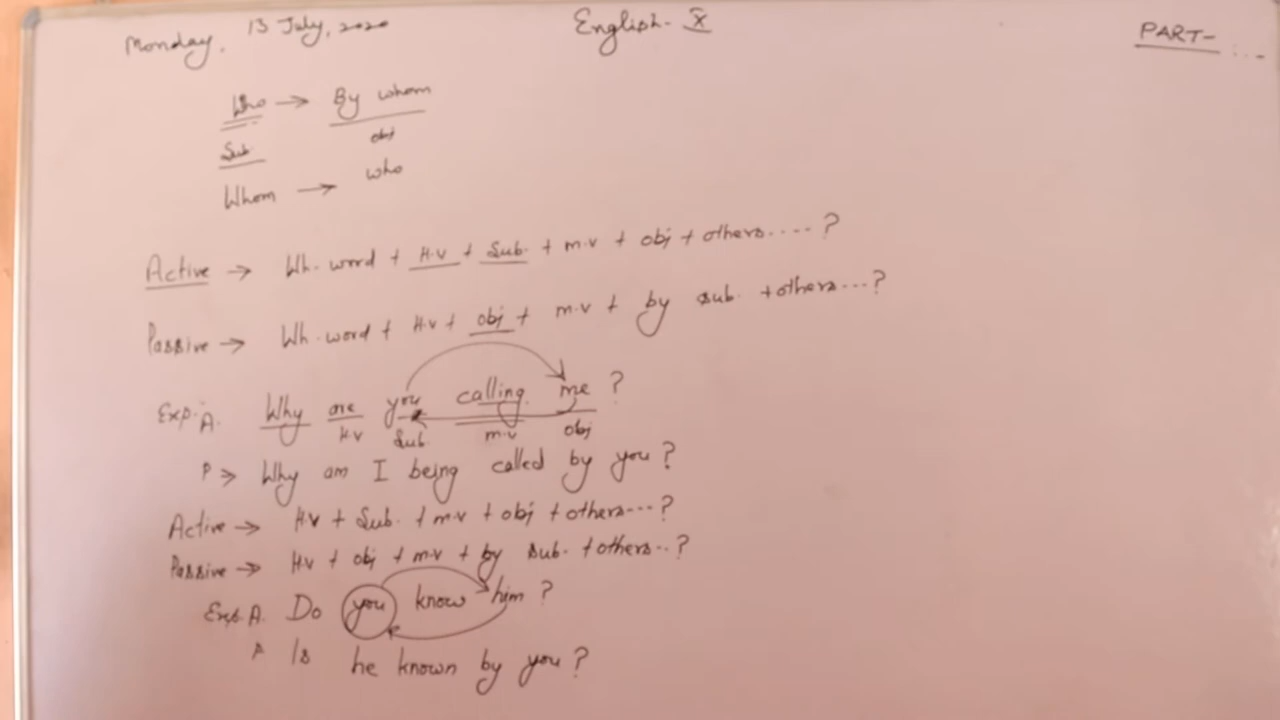 Monday, 13 July, 2020 English - X PART-
Who → By whom
Sub obj
Whom → who
Active → Wh. word + H.V + Sub. + m.v + obj + others.....?
Passive → Wh. word + H.V + obj + m.v + by sub. + others...?
Exp. A. Why are you calling me ?
H.V Sub. m.v obj
P → Why am I being called by you ?
Active → H.V + Sub. + m.v + obj + others...?
Passive → H.V + obj + m.v + by sub. + others..?
Exp. A. Do you know him ?
P Is he known by you ?